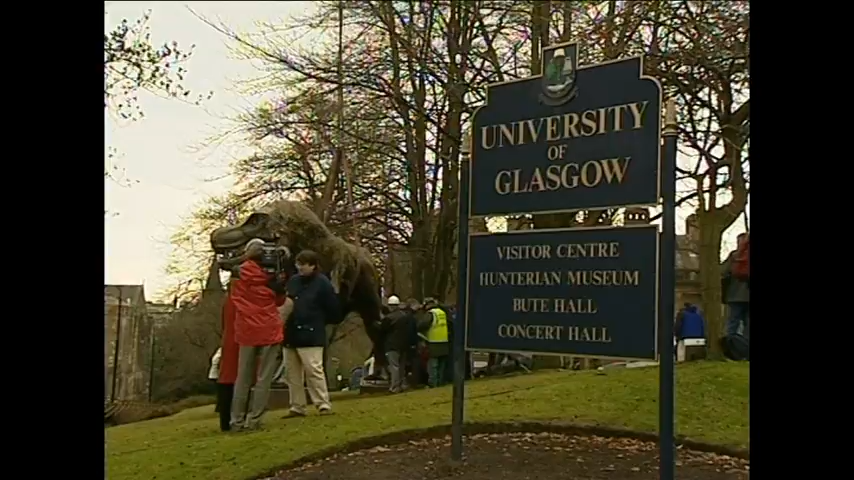 UNIVERSITY
OF
GLASGOW
VISITOR CENTRE
HUNTERIAN MUSEUM
BUTE HALL
CONCERT HALL